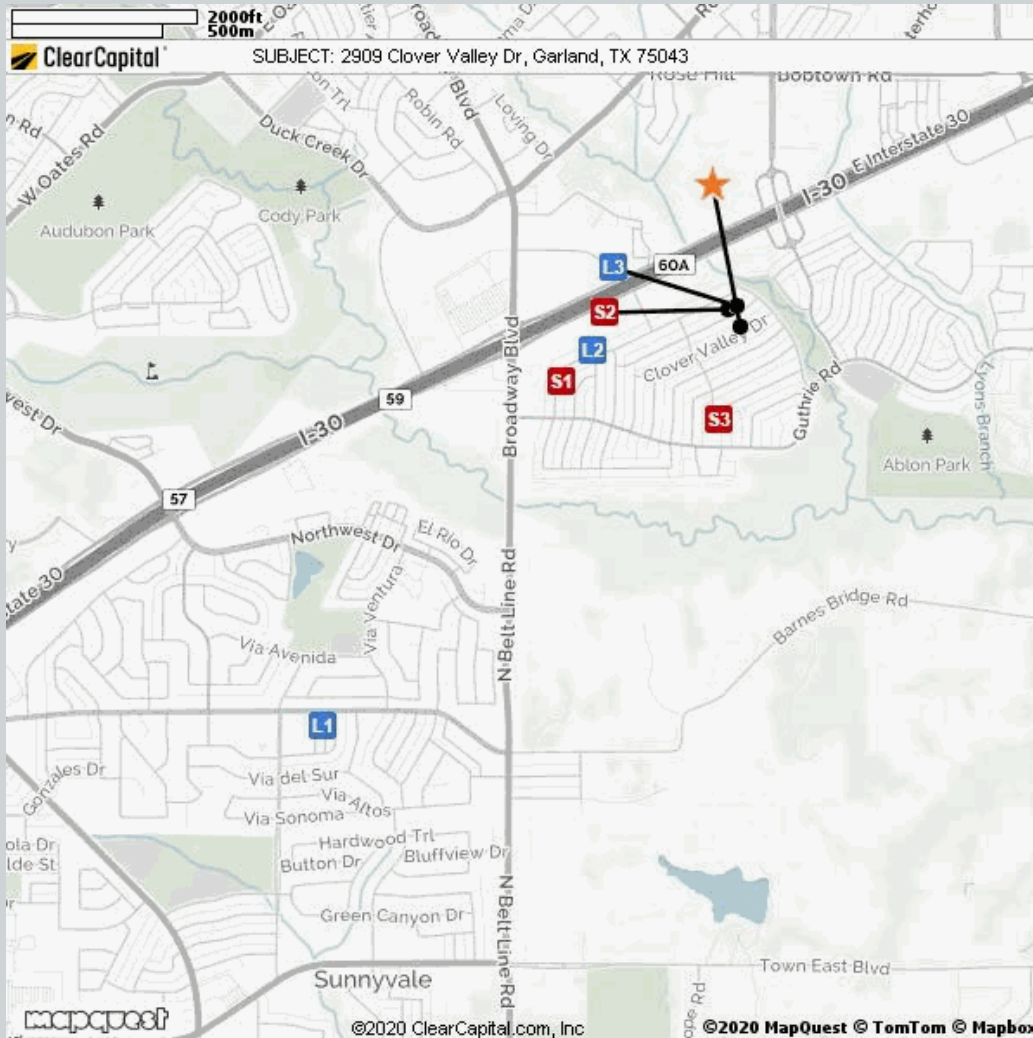 2000ft
500m
ClearCapital
SUBJECT: 2909 Clover Valley Dr, Garland, TX 75043
Rose Hill
Bobtown Rd
Robin Rd
Blvd
Loving Dr
W Oates Rd
Duck Creek Dr
E Interstate 30
I-30
Audubon Park
Cody Park
L3
60A
S2
Broadway Blvd
L2
Clover Valley Dr
S1
Guthrie Rd
Lyons Branch
59
S3
I-30
Ablon Park
57
Northwest Dr
El Rio Dr
Via Ventura
N Belt Line Rd
Barnes Bridge Rd
Via Avenida
L1
Gonzales Dr
Via del Sur
Via Altos
Via Sonoma
Hardwood Trl
Button Dr
Bluffview Dr
N Belt Line Rd
Green Canyon Dr
Sunnyvale
Town East Blvd
mapquest
©2020 ClearCapital.com, Inc
©2020 MapQuest © TomTom © Mapbox